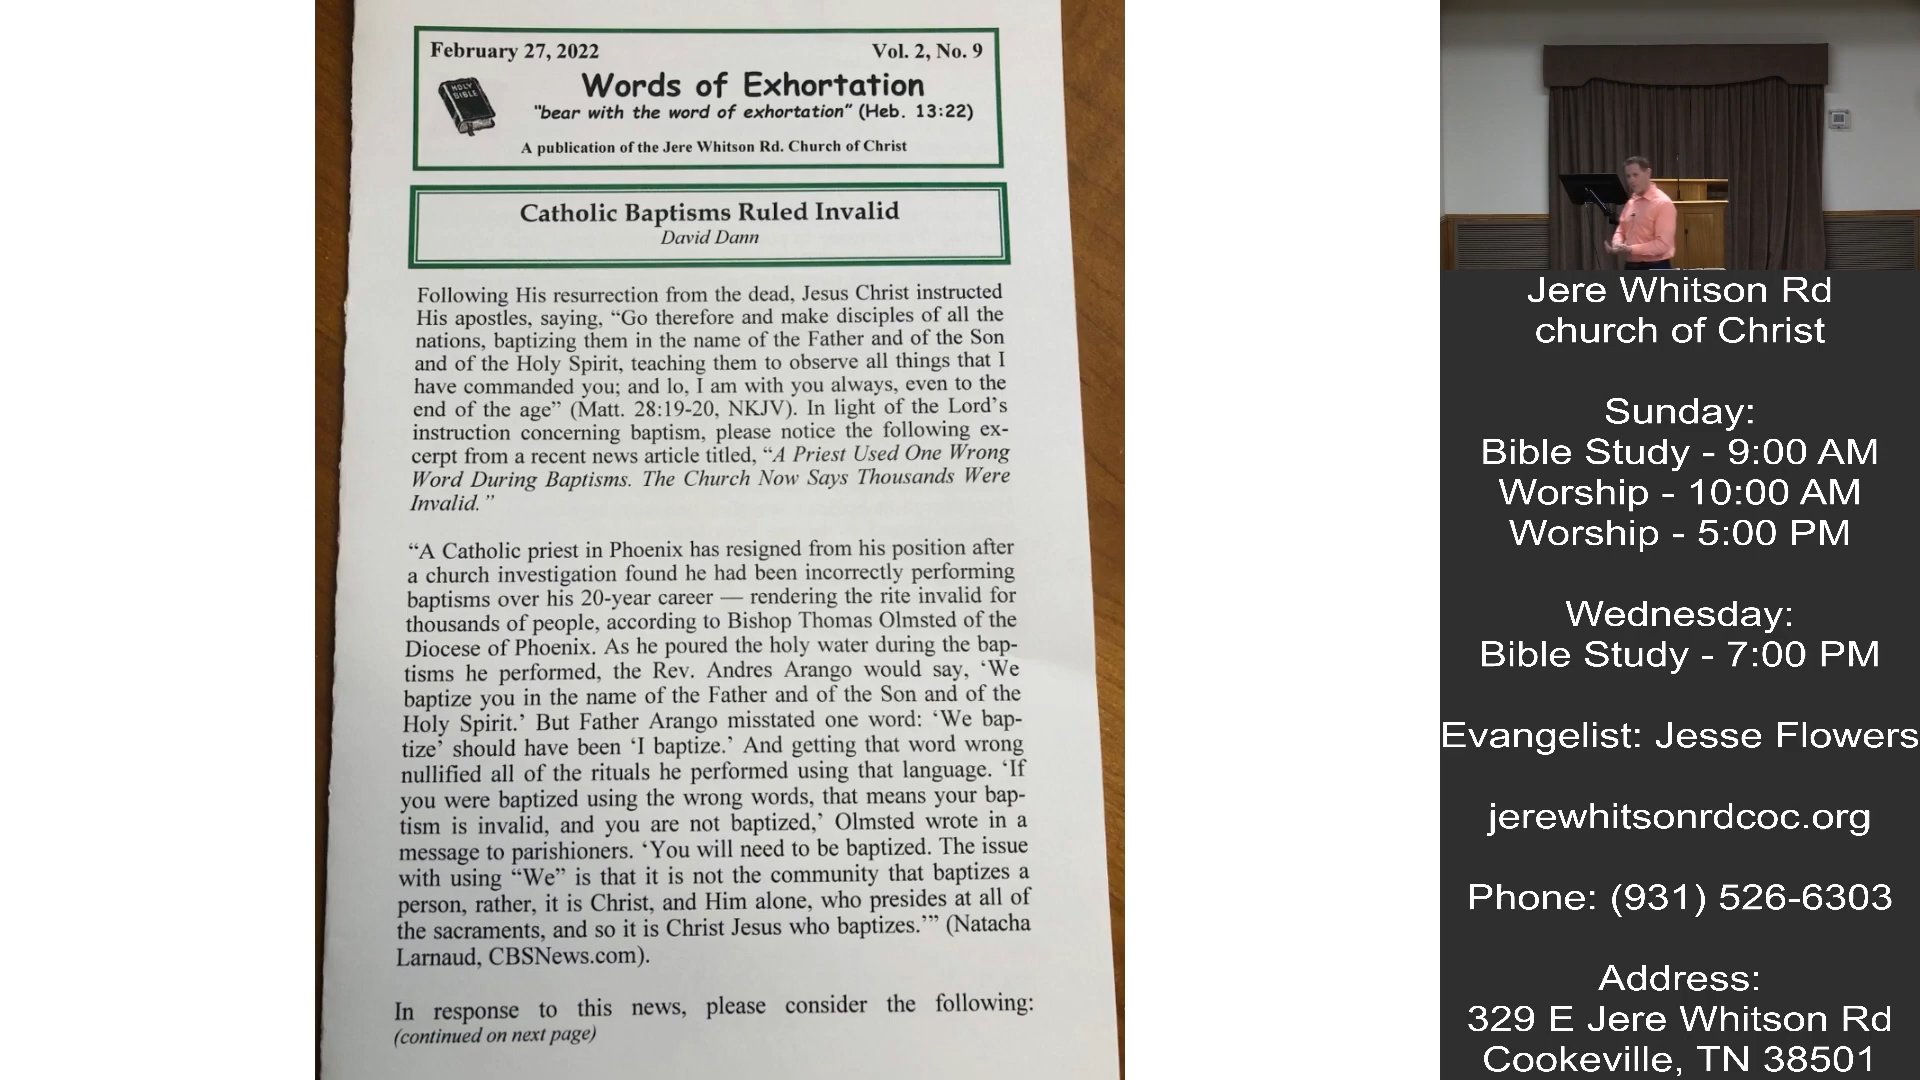 February 27, 2022
Vol. 2, No. 9
HOLY
BIBLE
Words of Exhortation
"bear with the word of exhortation" (Heb. 13:22)
A publication of the Jere Whitson Rd. Church of Christ
Catholic Baptisms Ruled Invalid
David Dann
Following His resurrection from the dead, Jesus Christ instructed
His apostles, saying, “Go therefore and make disciples of all the
nations, baptizing them in the name of the Father and of the Son
and of the Holy Spirit, teaching them to observe all things that I
have commanded you; and lo, I am with you always, even to the
end of the age” (Matt. 28:19-20, NKJV). In light of the Lord’s
instruction concerning baptism, please notice the following ex-
cerpt from a recent news article titled, “A Priest Used One Wrong
Word During Baptisms. The Church Now Says Thousands Were
Invalid.”
“A Catholic priest in Phoenix has resigned from his position after
a church investigation found he had been incorrectly performing
baptisms over his 20-year career — rendering the rite invalid for
thousands of people, according to Bishop Thomas Olmsted of the
Diocese of Phoenix. As he poured the holy water during the bap-
tisms he performed, the Rev. Andres Arango would say, ‘We
baptize you in the name of the Father and of the Son and of the
Holy Spirit.’ But Father Arango misstated one word: ‘We bap-
tize’ should have been ‘I baptize.’ And getting that word wrong
nullified all of the rituals he performed using that language. ‘If
you were baptized using the wrong words, that means your bap-
tism is invalid, and you are not baptized,’ Olmsted wrote in a
message to parishioners. ‘You will need to be baptized. The issue
with using “We” is that it is not the community that baptizes a
person, rather, it is Christ, and Him alone, who presides at all of
the sacraments, and so it is Christ Jesus who baptizes.’” (Natacha
Larnaud, CBSNews.com).
In response to this news, please consider the following:
(continued on next page)
Jere Whitson Rd
church of Christ
Sunday:
Bible Study - 9:00 AM
Worship - 10:00 AM
Worship - 5:00 PM
Wednesday:
Bible Study - 7:00 PM
Evangelist: Jesse Flowers
jerewhitsonrdcoc.org
Phone: (931) 526-6303
Address:
329 E Jere Whitson Rd
Cookeville, TN 38501